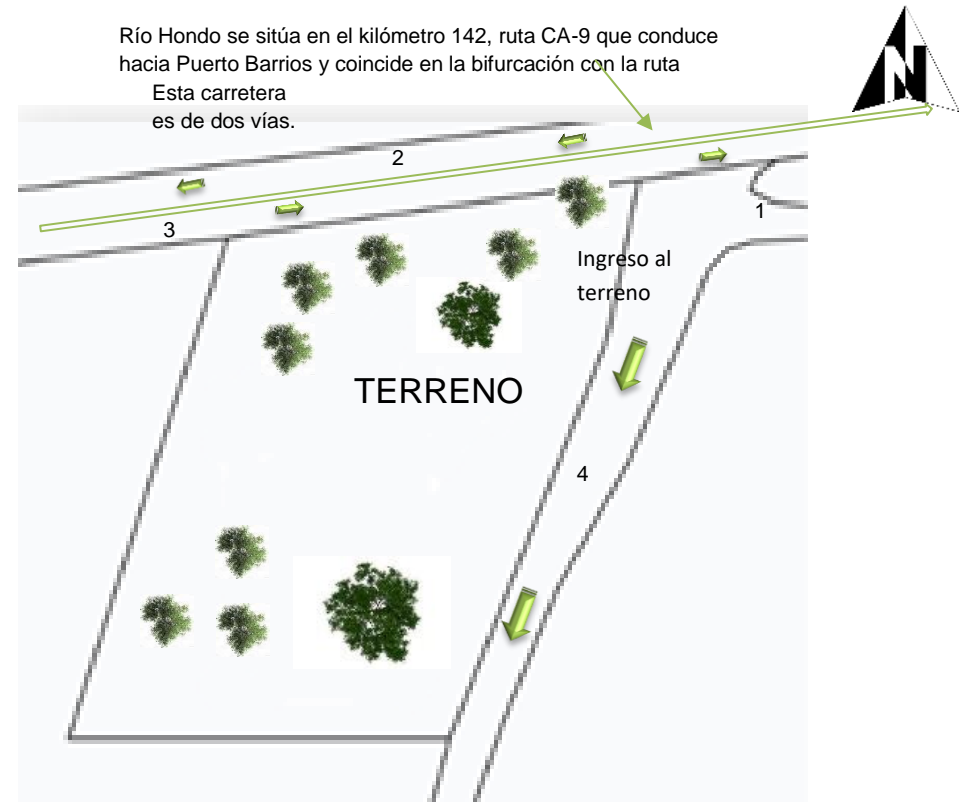 Río Hondo se sitúa en el kilómetro 142, ruta CA-9 que conduce
hacia Puerto Barrios y coincide en la bifurcación con la ruta
Esta carretera
es de dos vías.
N
2
1
3
Ingreso al
terreno
TERRENO
4